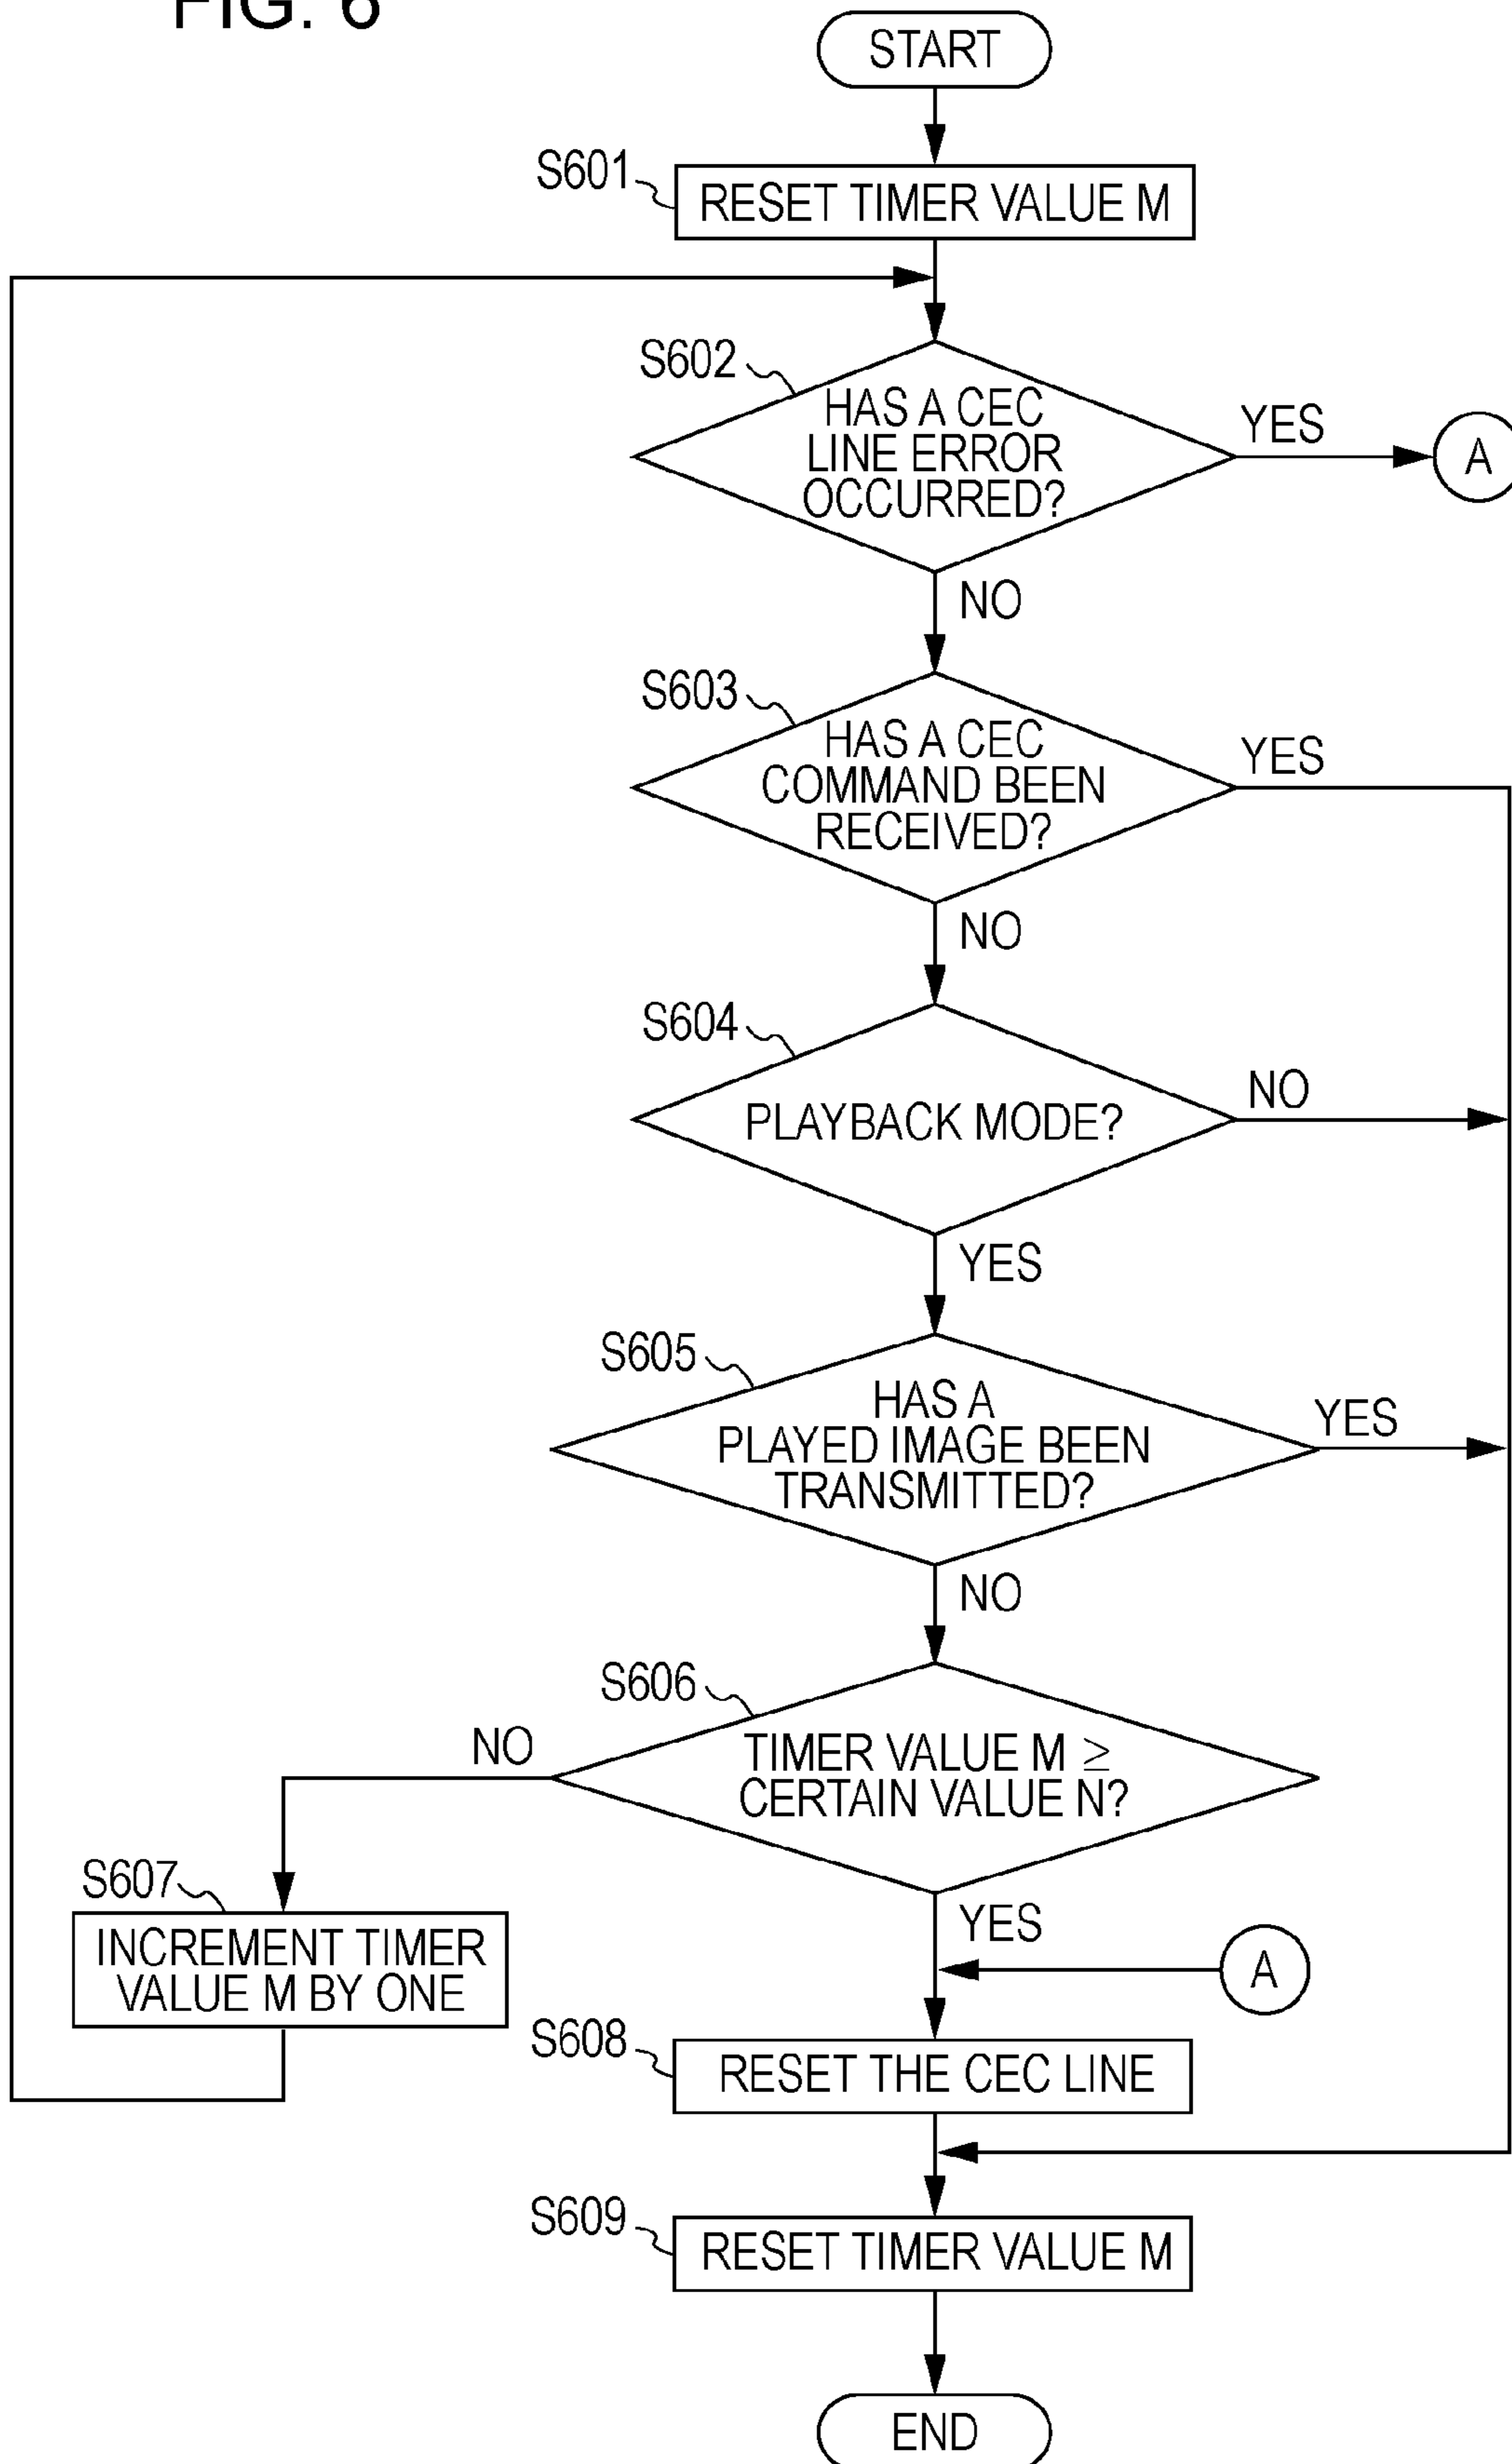 FIG. 6
START
S601
RESET TIMER VALUE M
S602
HAS A CEC
LINE ERROR
OCCURRED?
YES
A
NO
S603
HAS A CEC
COMMAND BEEN
RECEIVED?
YES
NO
S604
PLAYBACK MODE?
NO
YES
S605
HAS A
PLAYED IMAGE BEEN
TRANSMITTED?
YES
NO
S606
TIMER VALUE M ≥
CERTAIN VALUE N?
NO
S607
INCREMENT TIMER
VALUE M BY ONE
YES
A
S608
RESET THE CEC LINE
S609
RESET TIMER VALUE M
END